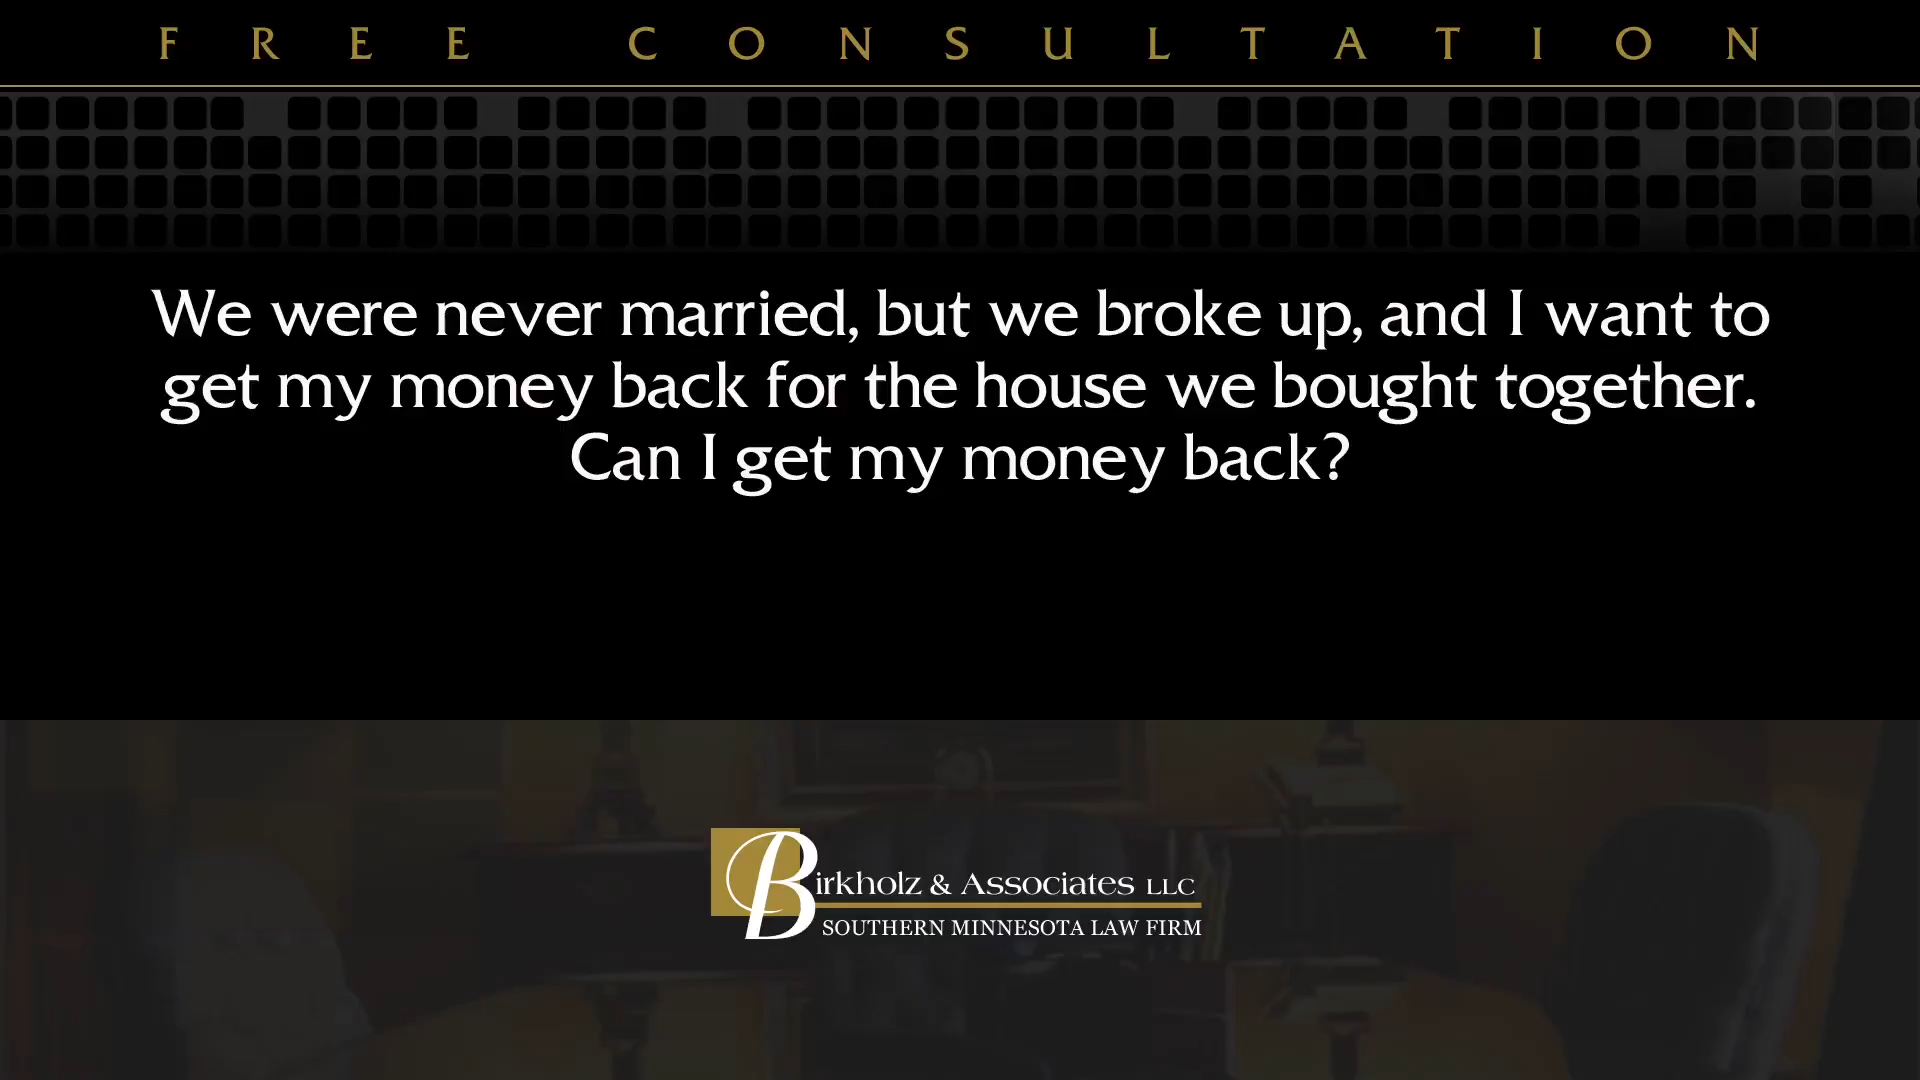 FREE CONSULTATION
We were never married, but we broke up, and I want to
get my money back for the house we bought together.
Can I get my money back?
Birkholz & Associates LLC
SOUTHERN MINNESOTA LAW FIRM